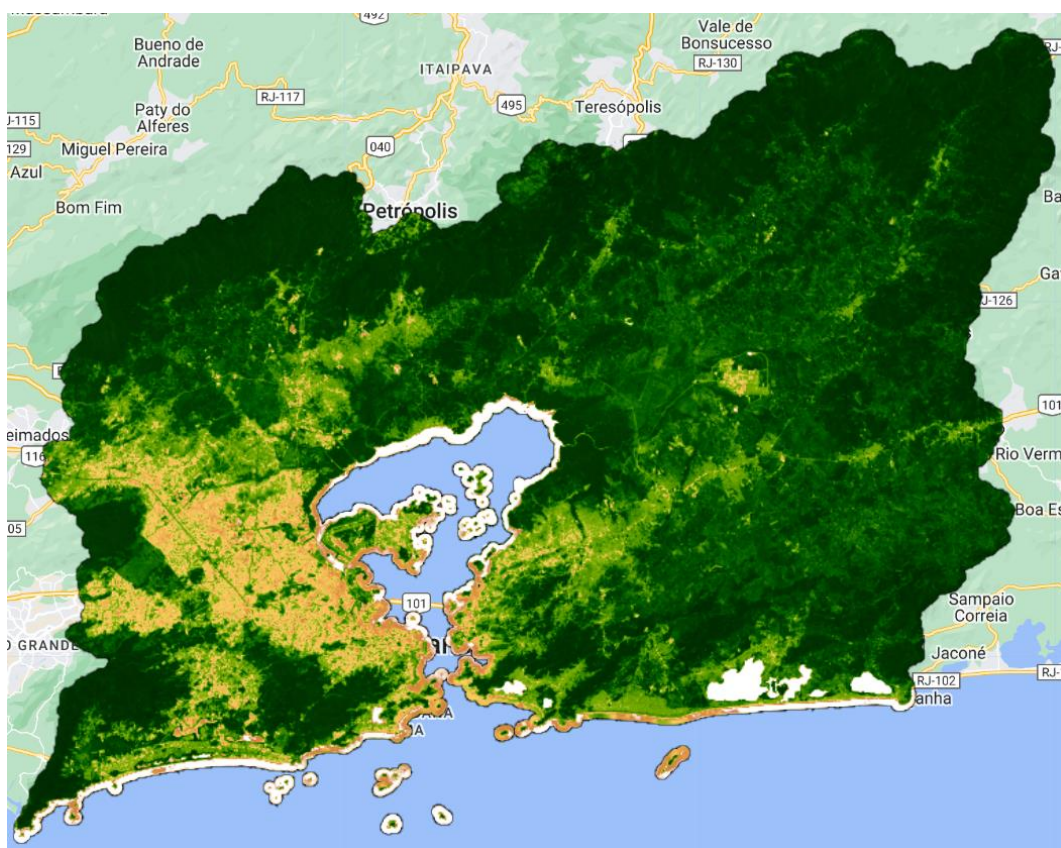 492
Vale de
Bonsucesso
RJ-130
Bueno de
Andrade
ITAIPAVA
RJ-117
495
Teresópolis
Paty do
Alferes
J-115
129
Miguel Pereira
040
Azul
Bom Fim
Petrópolis
Ba
Ga
J-126
101
eimados
116
Rio Verm
Boa Es
05
101
Sampaio
Correia
O GRANDE
Jaconé
RJ-102
RJ-
anha